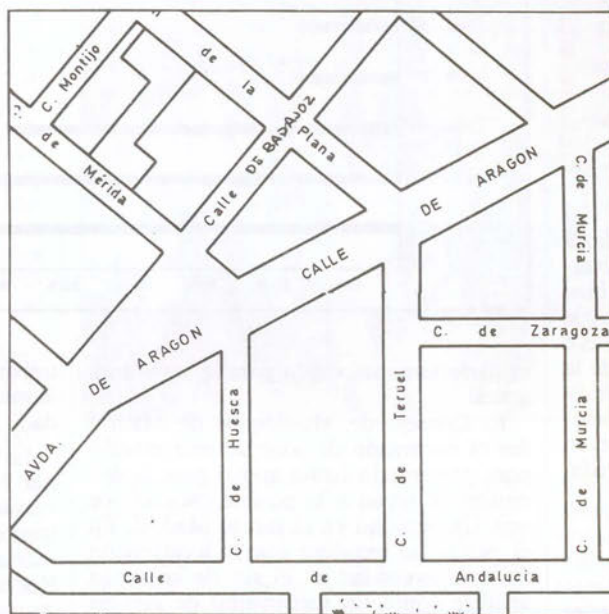 C. Montijo
de la Plana
de Mérida
Calle DE BADAJOZ
AVDA. DE ARAGON
CALLE DE ARAGON
C. de Murcia
C. de Zaragoza
C. de Huesca
C. de Teruel
C. de Murcia
Calle de Andalucia